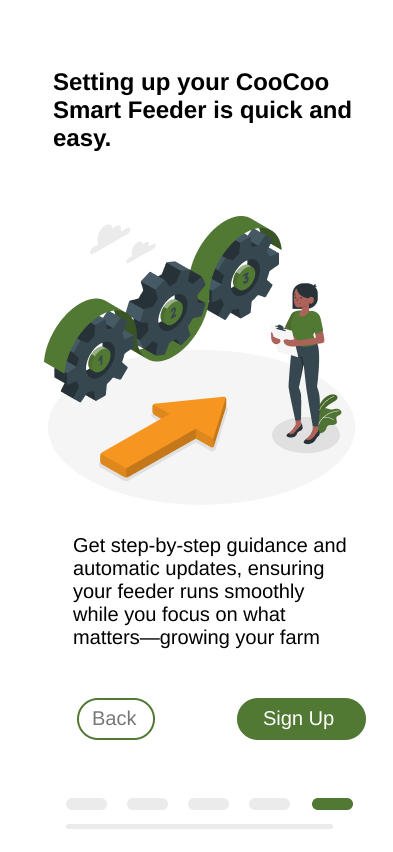 Setting up your CooCoo
Smart Feeder is quick and
easy.
3
2
1
Get step-by-step guidance and
automatic updates, ensuring
your feeder runs smoothly
while you focus on what
matters—growing your farm
Back
Sign Up